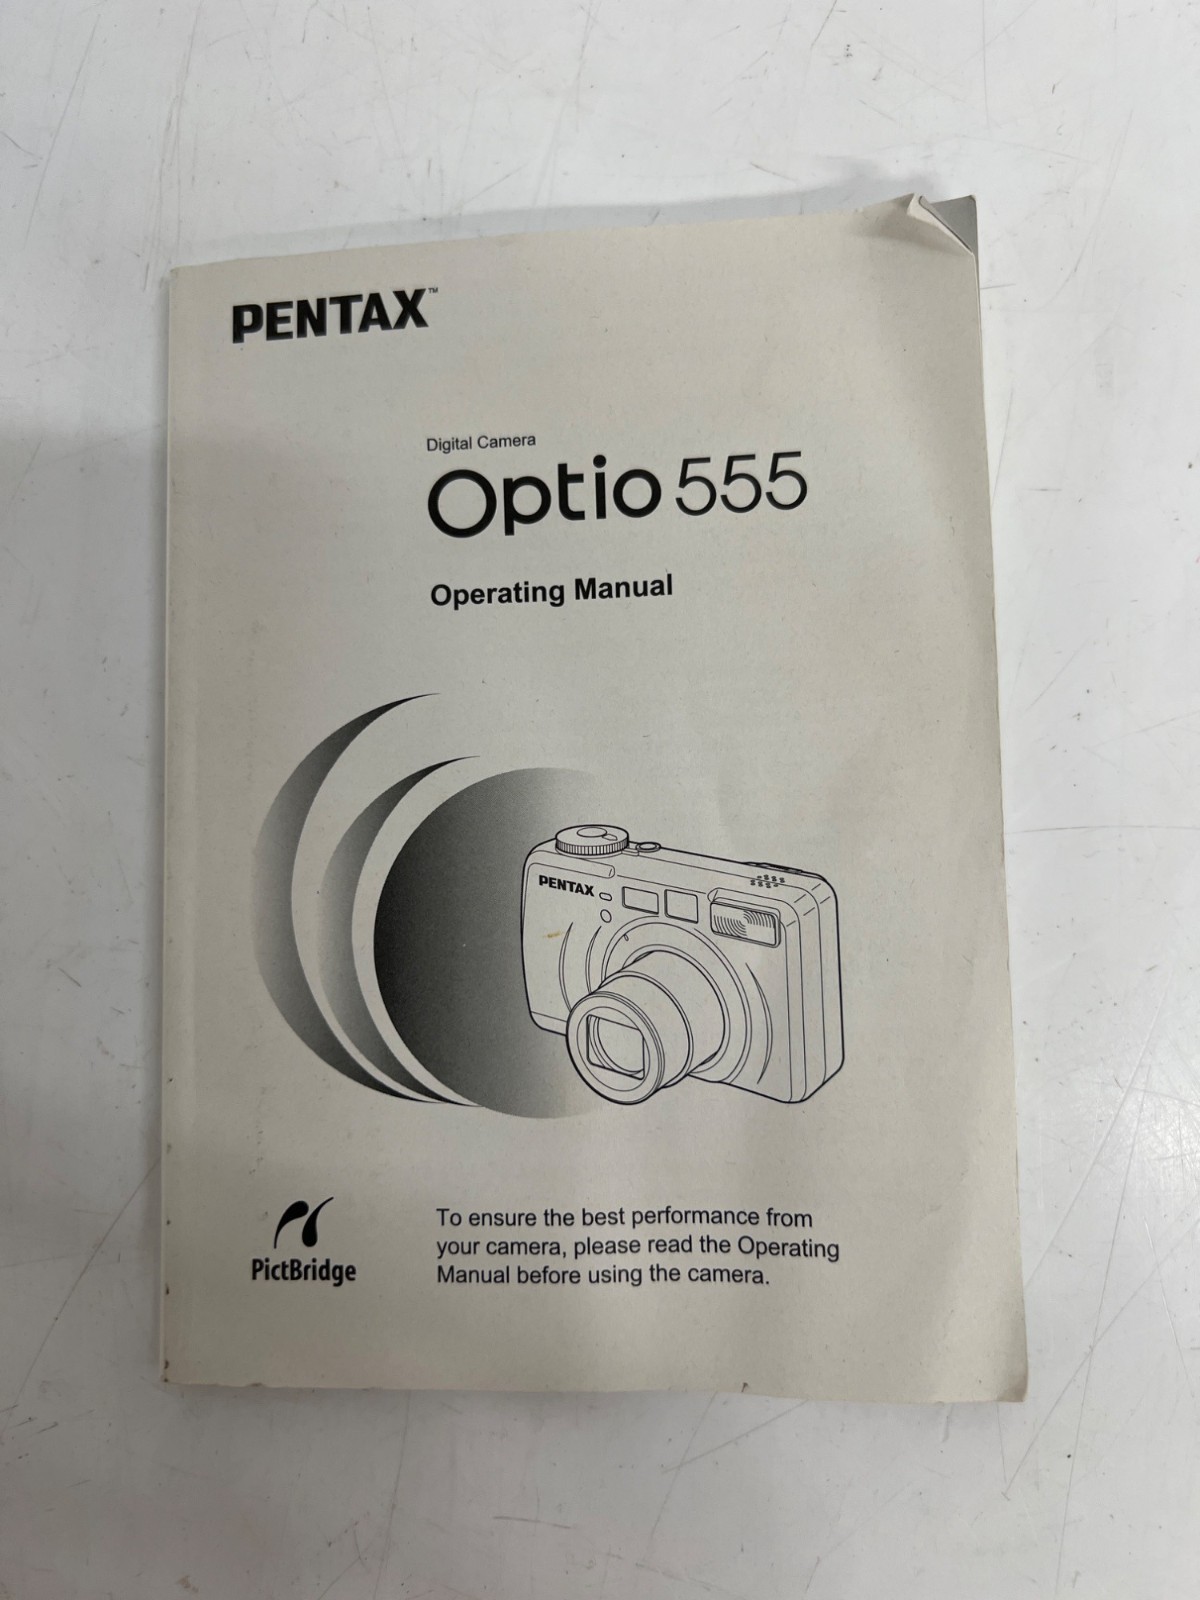 PENTAX™
Digital Camera
Optio 555
Operating Manual
PENTAX
PictBridge
To ensure the best performance from
your camera, please read the Operating
Manual before using the camera.